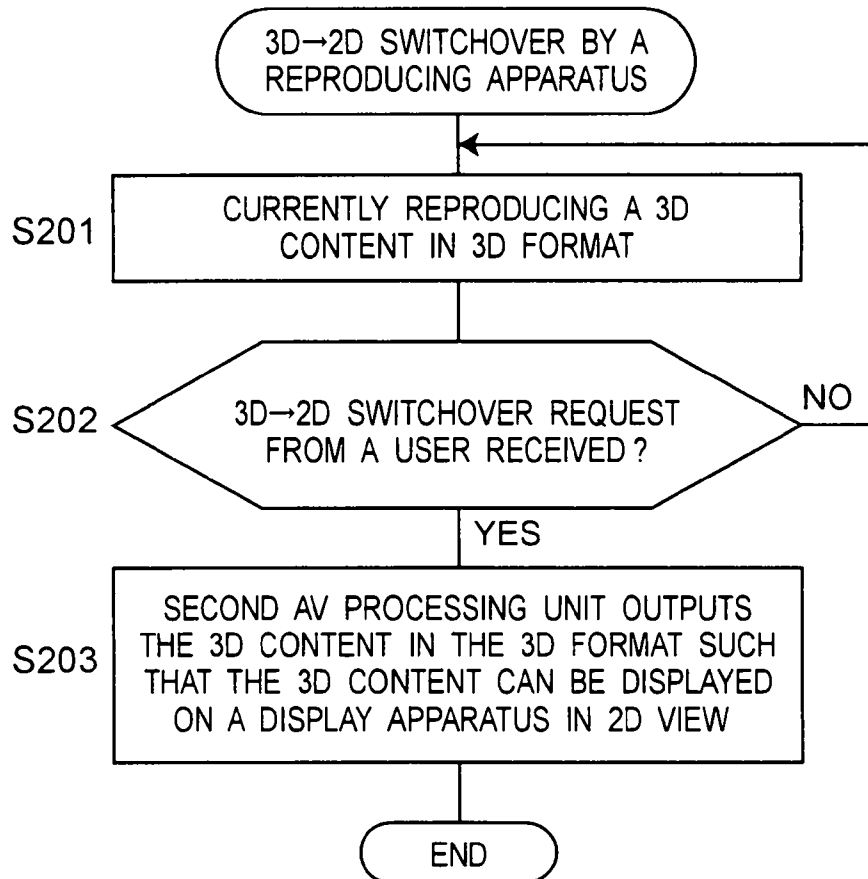 3D→2D SWITCHOVER BY A
REPRODUCING APPARATUS
S201
CURRENTLY REPRODUCING A 3D
CONTENT IN 3D FORMAT
S202
3D→2D SWITCHOVER REQUEST
FROM A USER RECEIVED?
NO
YES
S203
SECOND AV PROCESSING UNIT OUTPUTS
THE 3D CONTENT IN THE 3D FORMAT SUCH
THAT THE 3D CONTENT CAN BE DISPLAYED
ON A DISPLAY APPARATUS IN 2D VIEW
END